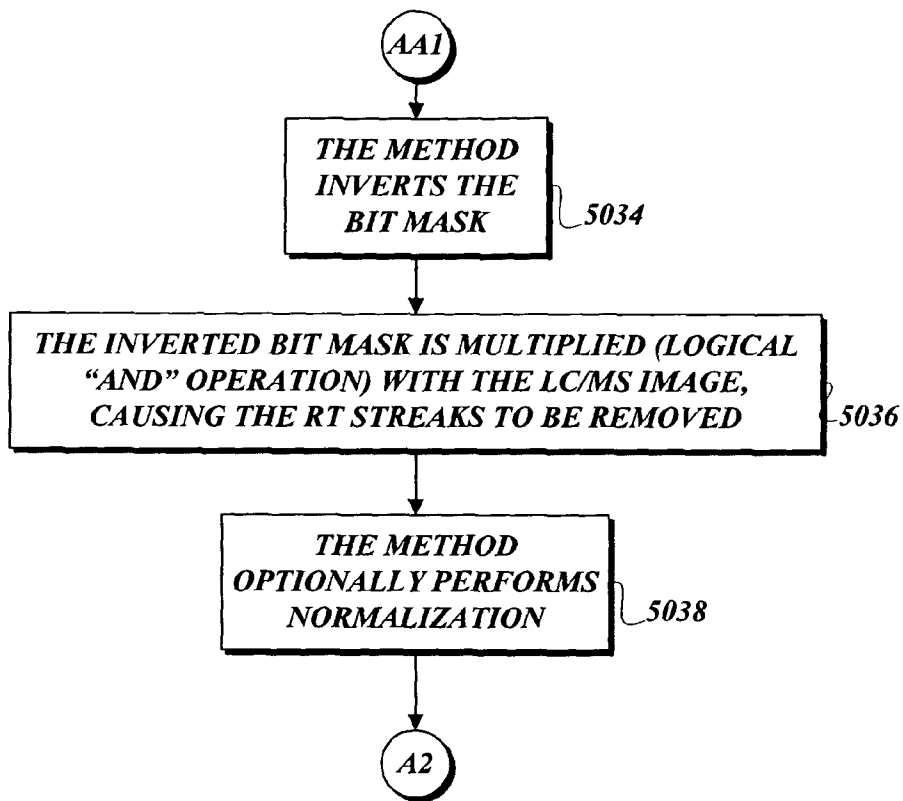 AA1
THE METHOD
INVERTS THE
BIT MASK
5034
THE INVERTED BIT MASK IS MULTIPLIED (LOGICAL
“AND” OPERATION) WITH THE LC/MS IMAGE,
CAUSING THE RT STREAKS TO BE REMOVED
5036
THE METHOD
OPTIONALLY PERFORMS
NORMALIZATION
5038
A2